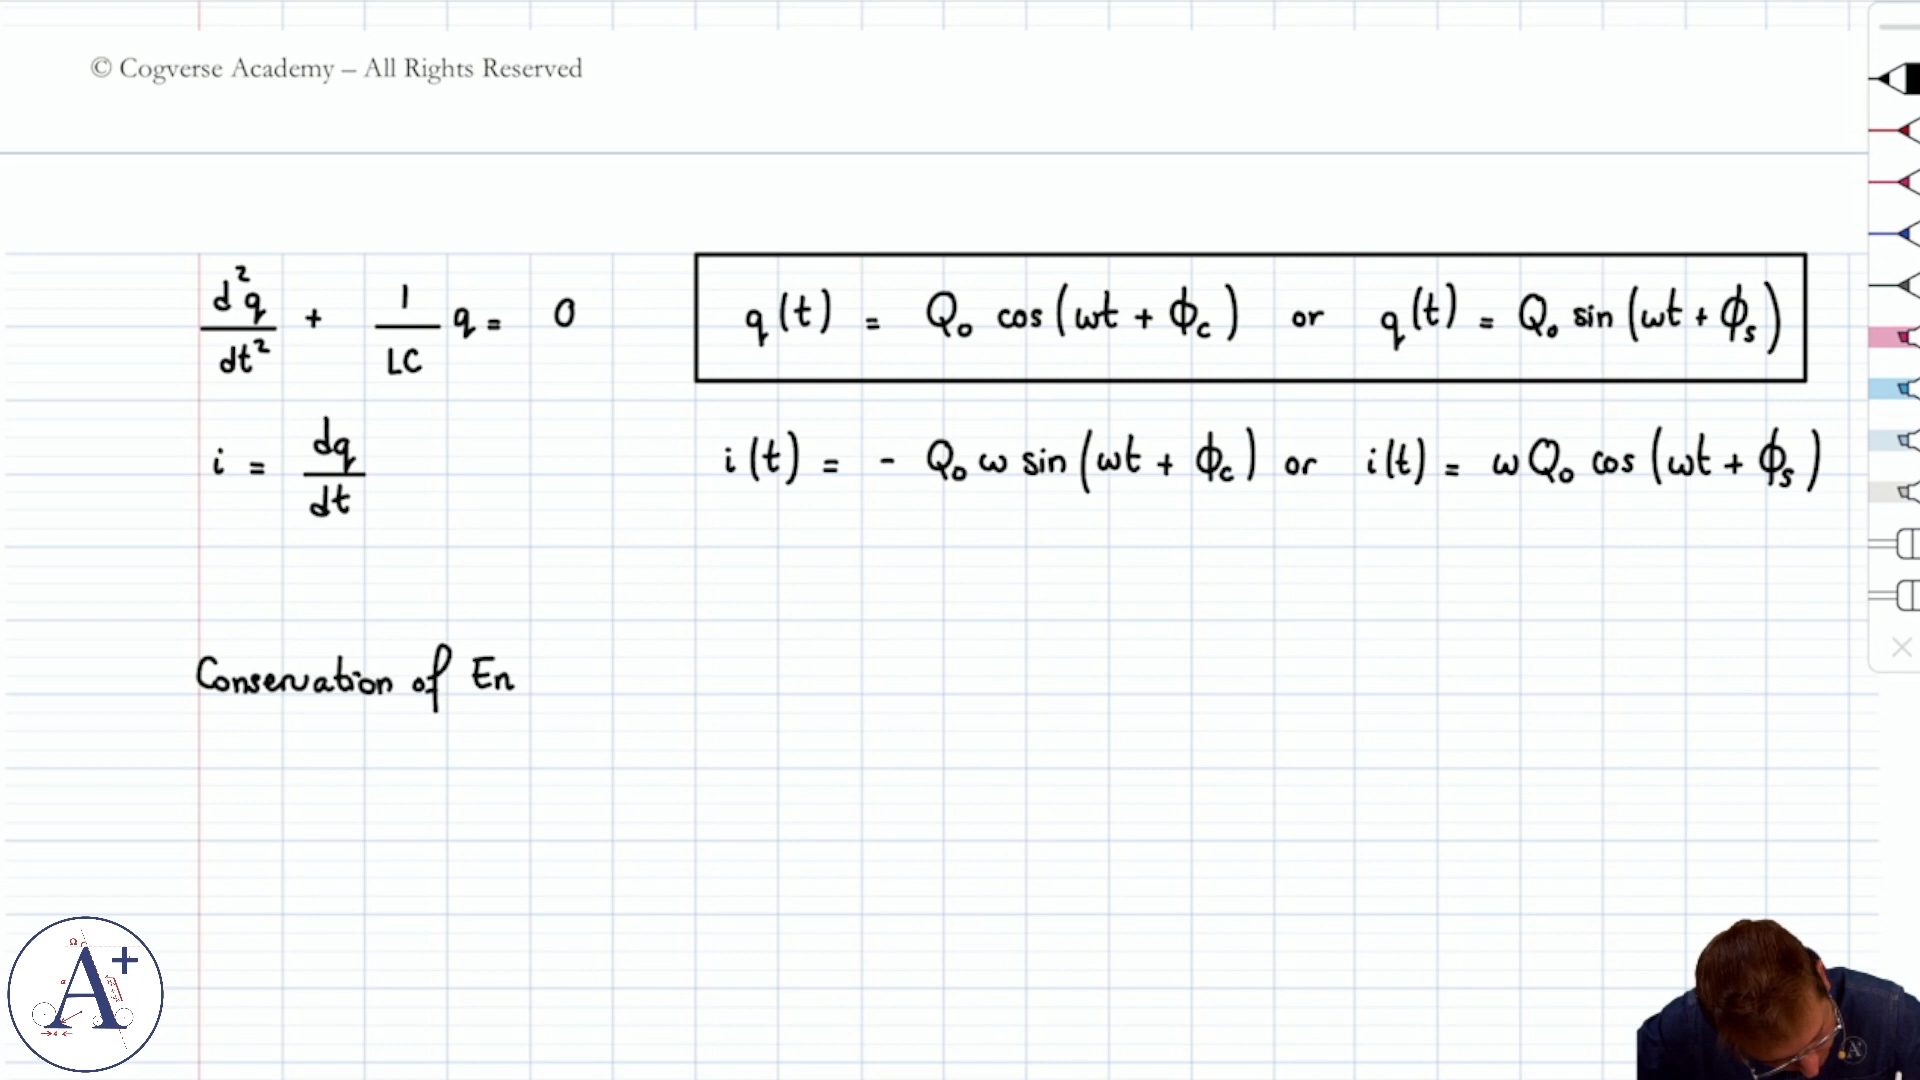 © Cogverse Academy – All Rights Reserved
d²q/dt² + 1/LC q = 0
q(t) = Q₀ cos(ωt + ϕc) or q(t) = Q₀ sin(ωt + ϕs)
i = dq/dt
i(t) = - Q₀ ω sin(ωt + ϕc) or i(t) = ωQ₀ cos(ωt + ϕs)
Conservation of En
A+